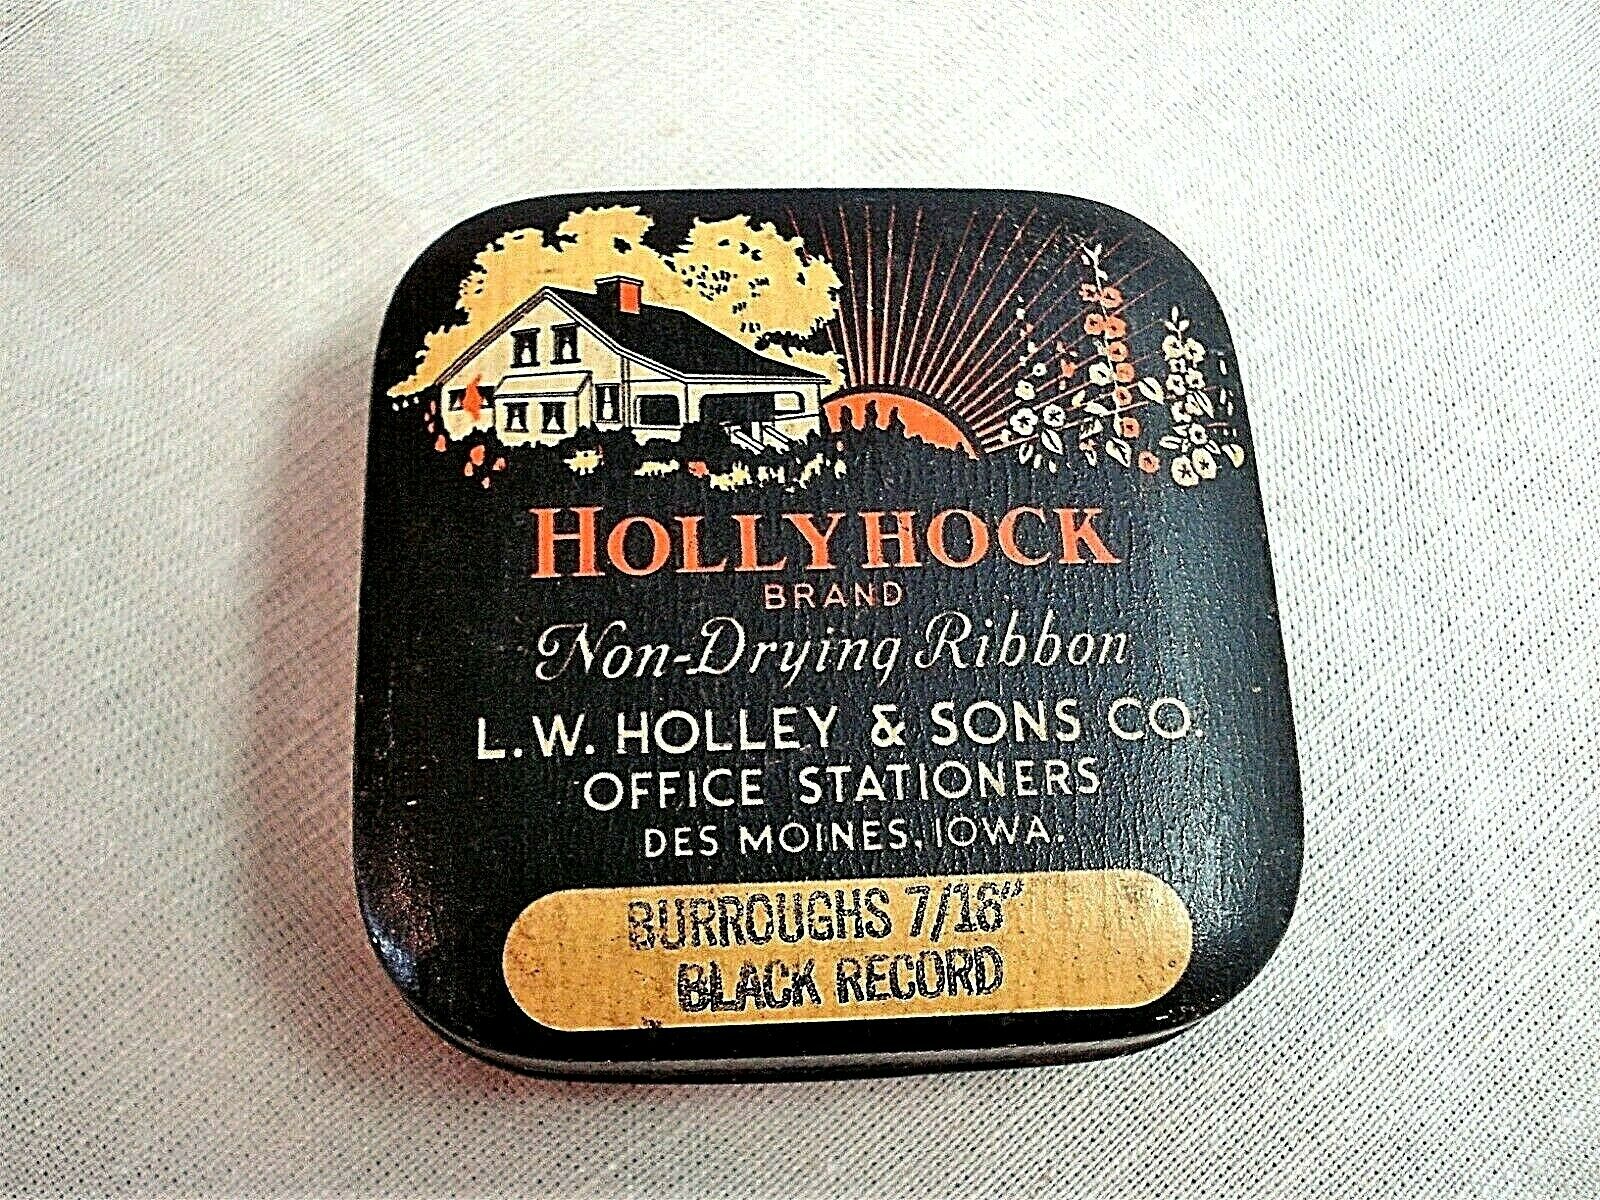 HOLLYHOCK
BRAND
Non-Drying Ribbon
L.W. HOLLEY & SONS CO.
OFFICE STATIONERS
DES MOINES, IOWA.
BURROUGHS 7/16"
BLACK RECORD